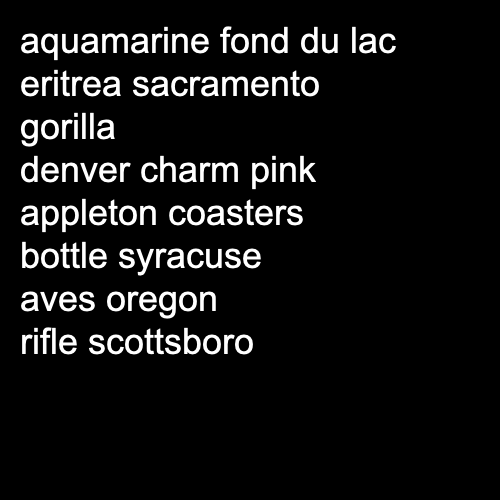 aquamarine fond du lac
eritrea sacramento
gorilla
denver charm pink
appleton coasters
bottle syracuse
aves oregon
rifle scottsboro